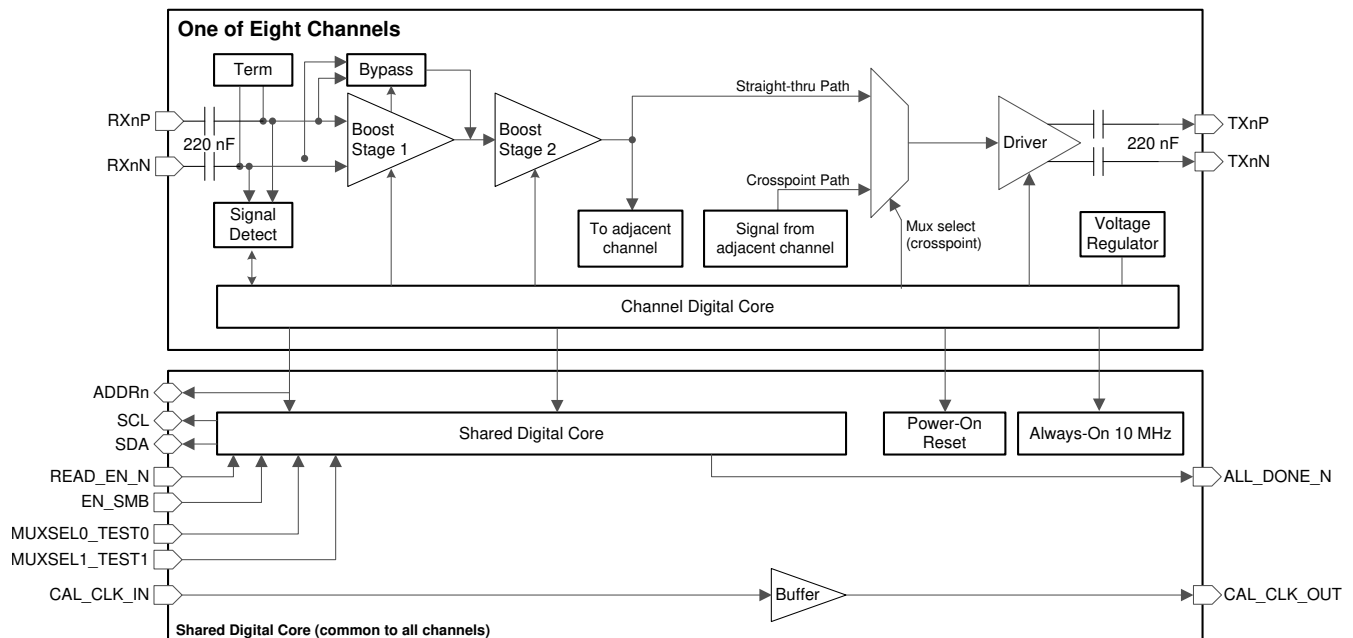 One of Eight Channels
Term
Bypass
Straight-thru Path
RXnP
220 nF
RXnN
Boost
Stage 1
Boost
Stage 2
Driver
220 nF
TXnP
TXnN
Crosspoint Path
Signal
Detect
To adjacent
channel
Signal from
adjacent channel
Mux select
(crosspoint)
Voltage
Regulator
Channel Digital Core
ADDRn
SCL
SDA
READ_EN_N
EN_SMB
MUXSEL0_TEST0
MUXSEL1_TEST1
CAL_CLK_IN
Shared Digital Core
Power-On
Reset
Always-On 10 MHz
ALL_DONE_N
Buffer
CAL_CLK_OUT
Shared Digital Core (common to all channels)